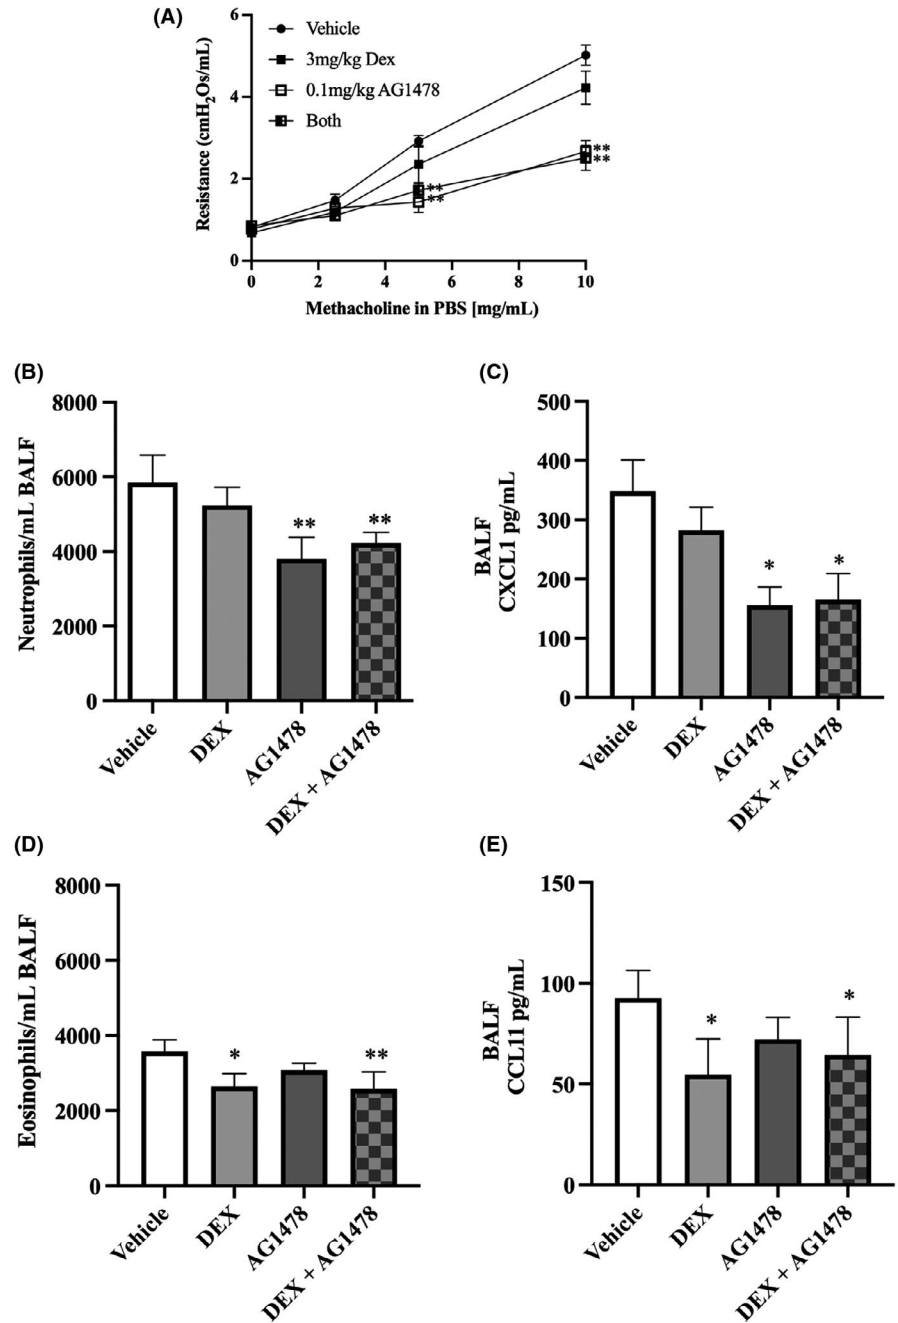 (A)
6
4
2
0
Resistance (cmH2Os/mL)
Vehicle
3mg/kg Dex
0.1mg/kg AG1478
Both
**
**
**
**
0 2 4 6 8 10
Methacholine in PBS [mg/mL]
(B)
8000
6000
4000
2000
0
Neutrophils/mL BALF
** **
Vehicle
DEX
AG1478
DEX + AG1478
(C)
500
400
300
200
100
0
BALF
CXCL1 pg/mL
* *
Vehicle
DEX
AG1478
DEX + AG1478
(D)
8000
6000
4000
2000
0
Eosinophils/mL BALF
* **
Vehicle
DEX
AG1478
DEX + AG1478
(E)
150
100
50
0
BALF
CCL11 pg/mL
* *
Vehicle
DEX
AG1478
DEX + AG1478